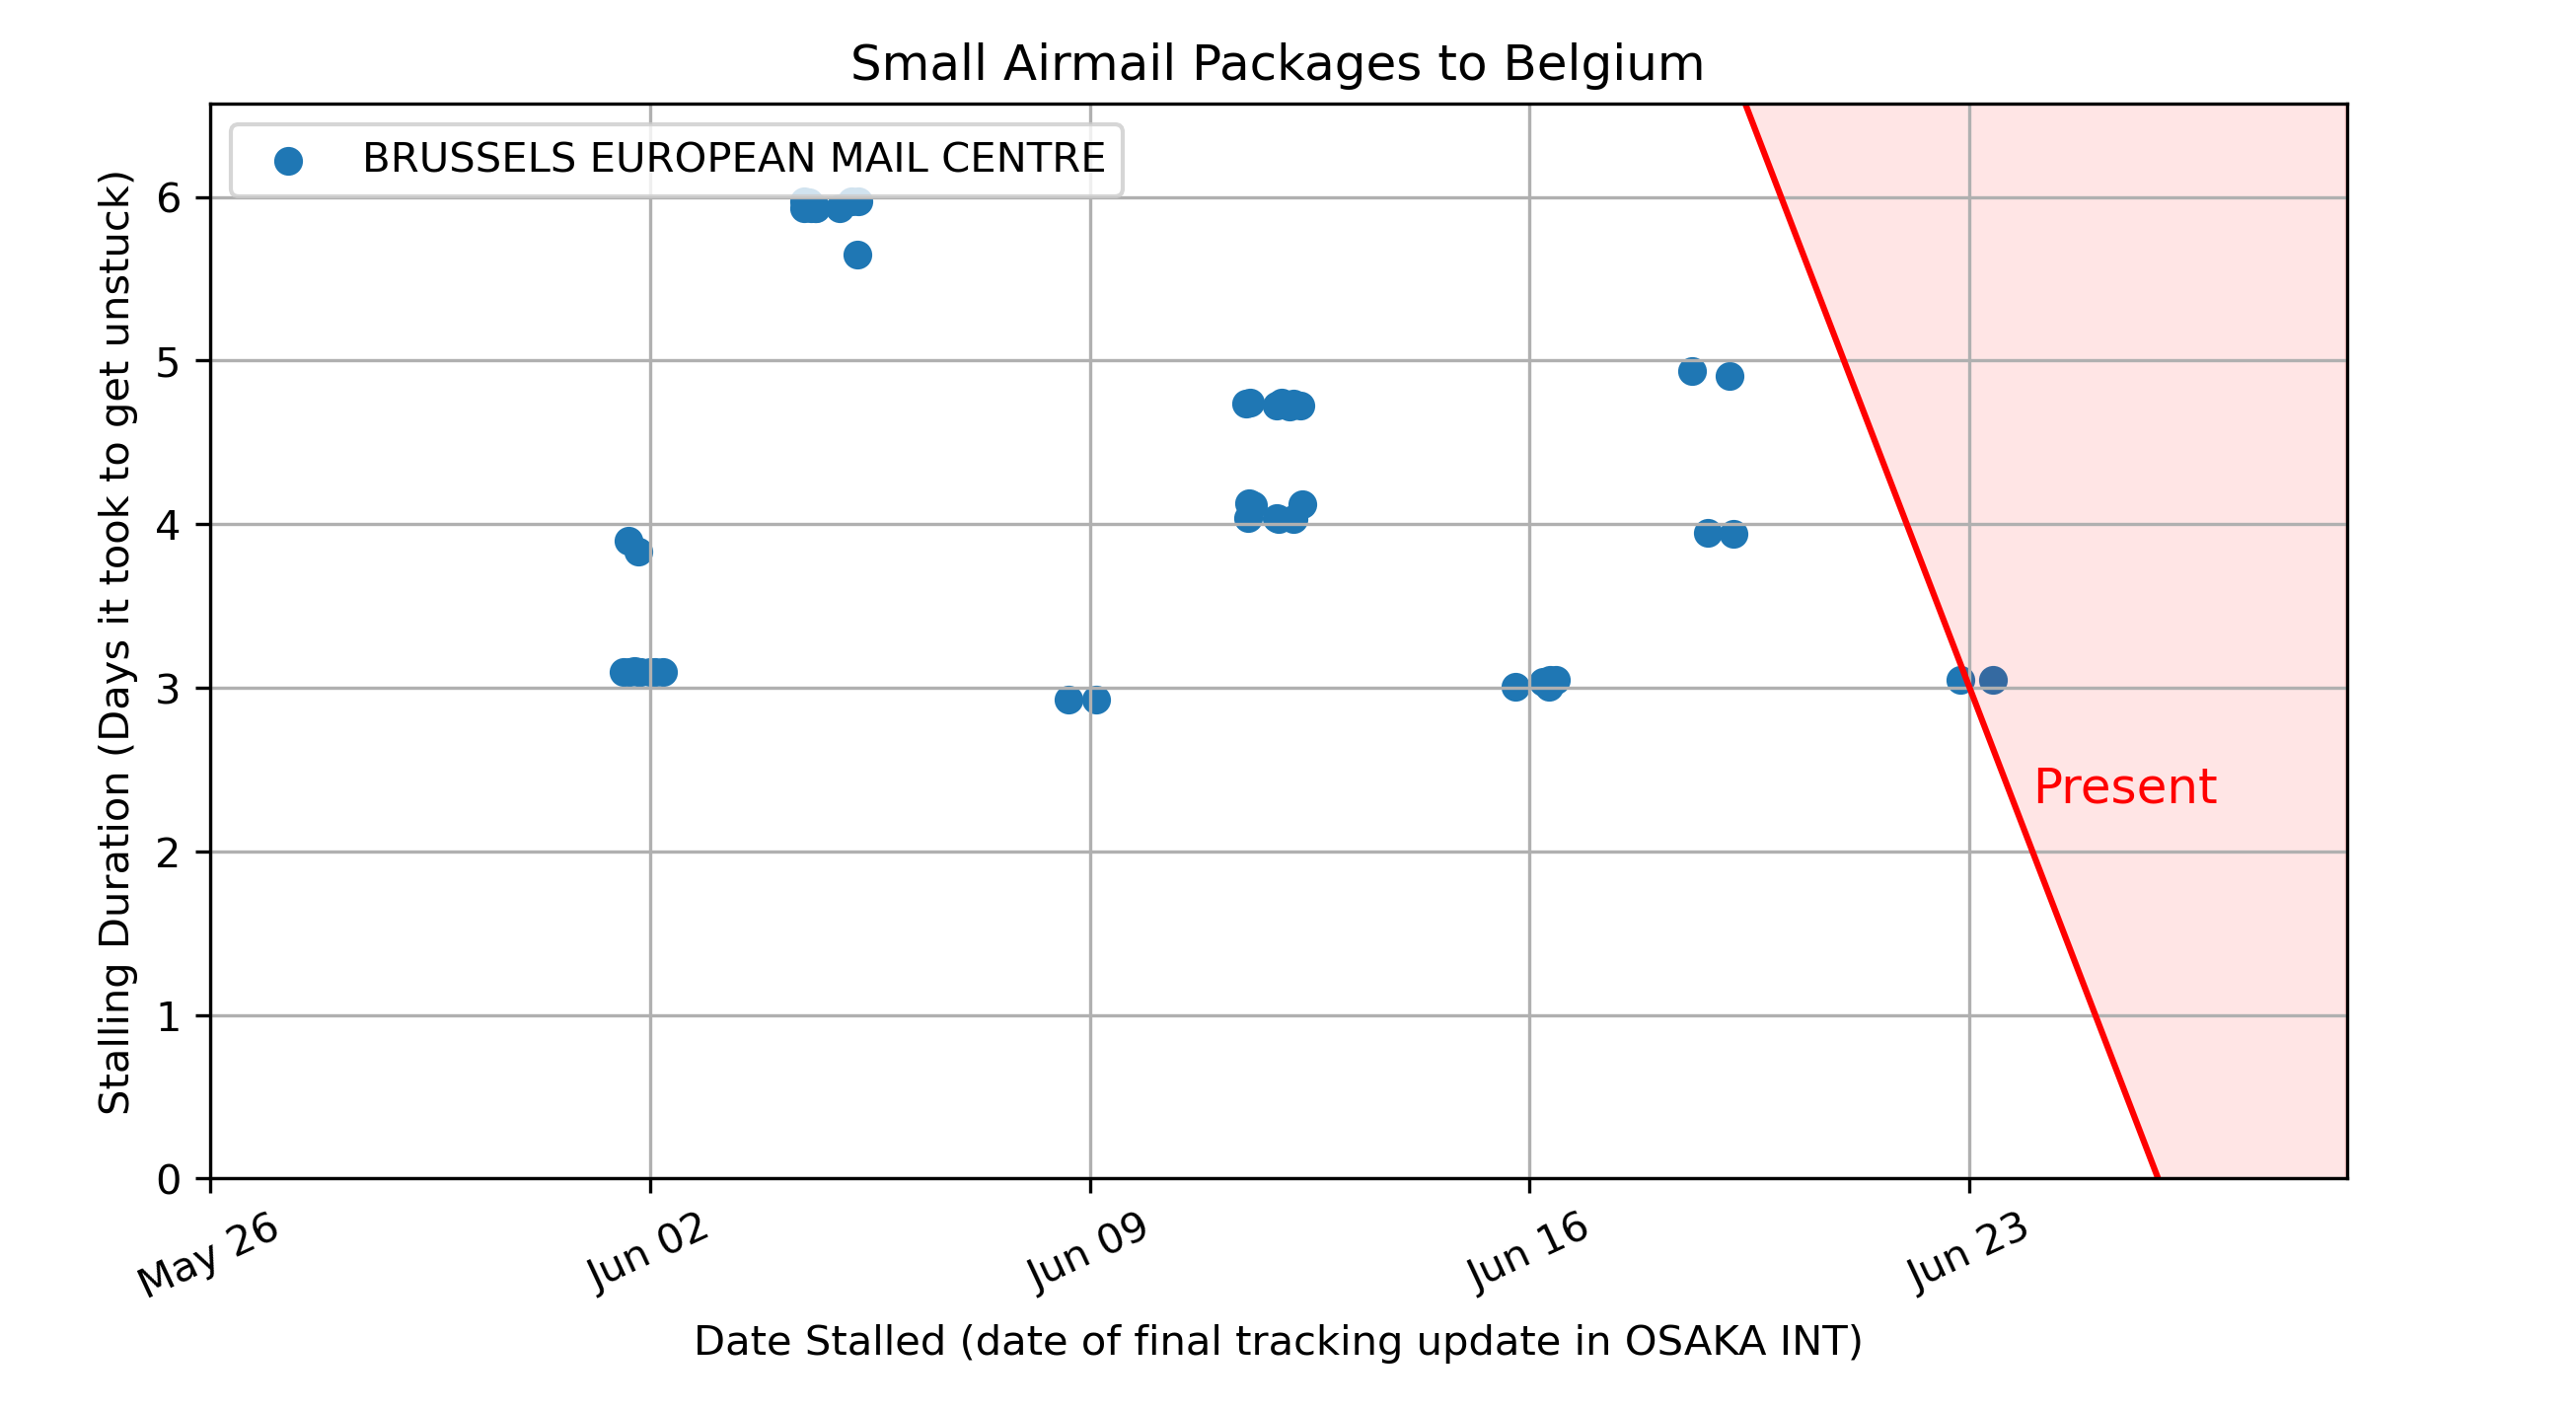 Small Airmail Packages to Belgium
BRUSSELS EUROPEAN MAIL CENTRE
Stalling Duration (Days it took to get unstuck)
6
5
4
3
2
1
0
Present
May 26
Jun 02
Jun 09
Jun 16
Jun 23
Date Stalled (date of final tracking update in OSAKA INT)